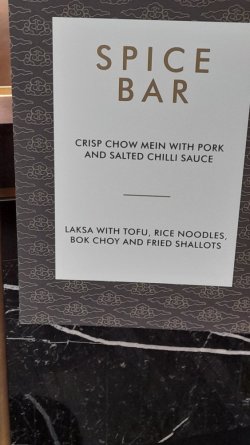 SPICE
BAR
CRISP CHOW MEIN WITH PORK
AND SALTED CHILLI SAUCE
LAKSA WITH TOFU, RICE NOODLES,
BOK CHOY AND FRIED SHALLOTS